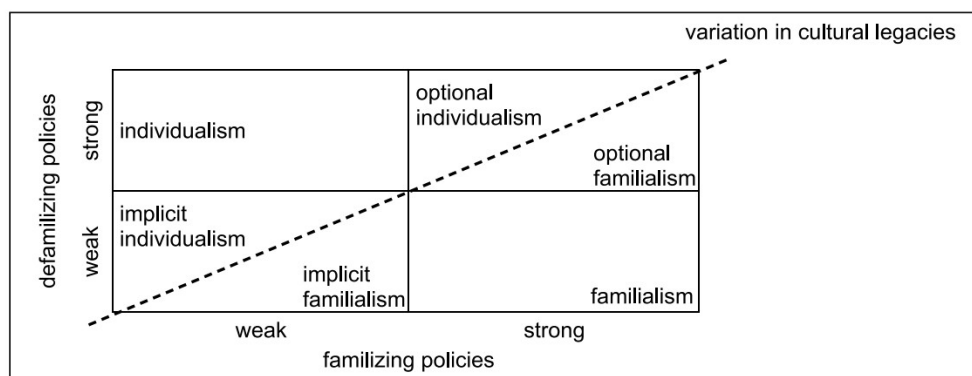 variation in cultural legacies
defamilizing policies
strong
weak
individualism
optional
individualism
optional
familialism
implicit
individualism
implicit
familialism
familialism
weak
strong
familizing policies